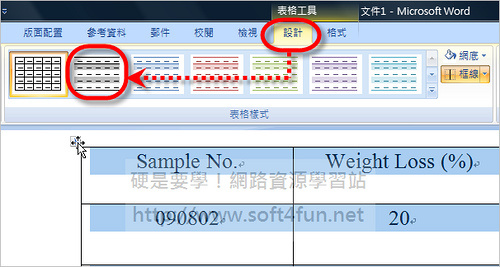 表格工具 文件1 - Microsoft Word
版面配置 參考資料 郵件 校閱 檢視 設計 格式
網底
框線
表格樣式
Sample No. Weight Loss (%)
硬是要學！網路資源學習站
090802 20
http://www.soft4fun.net